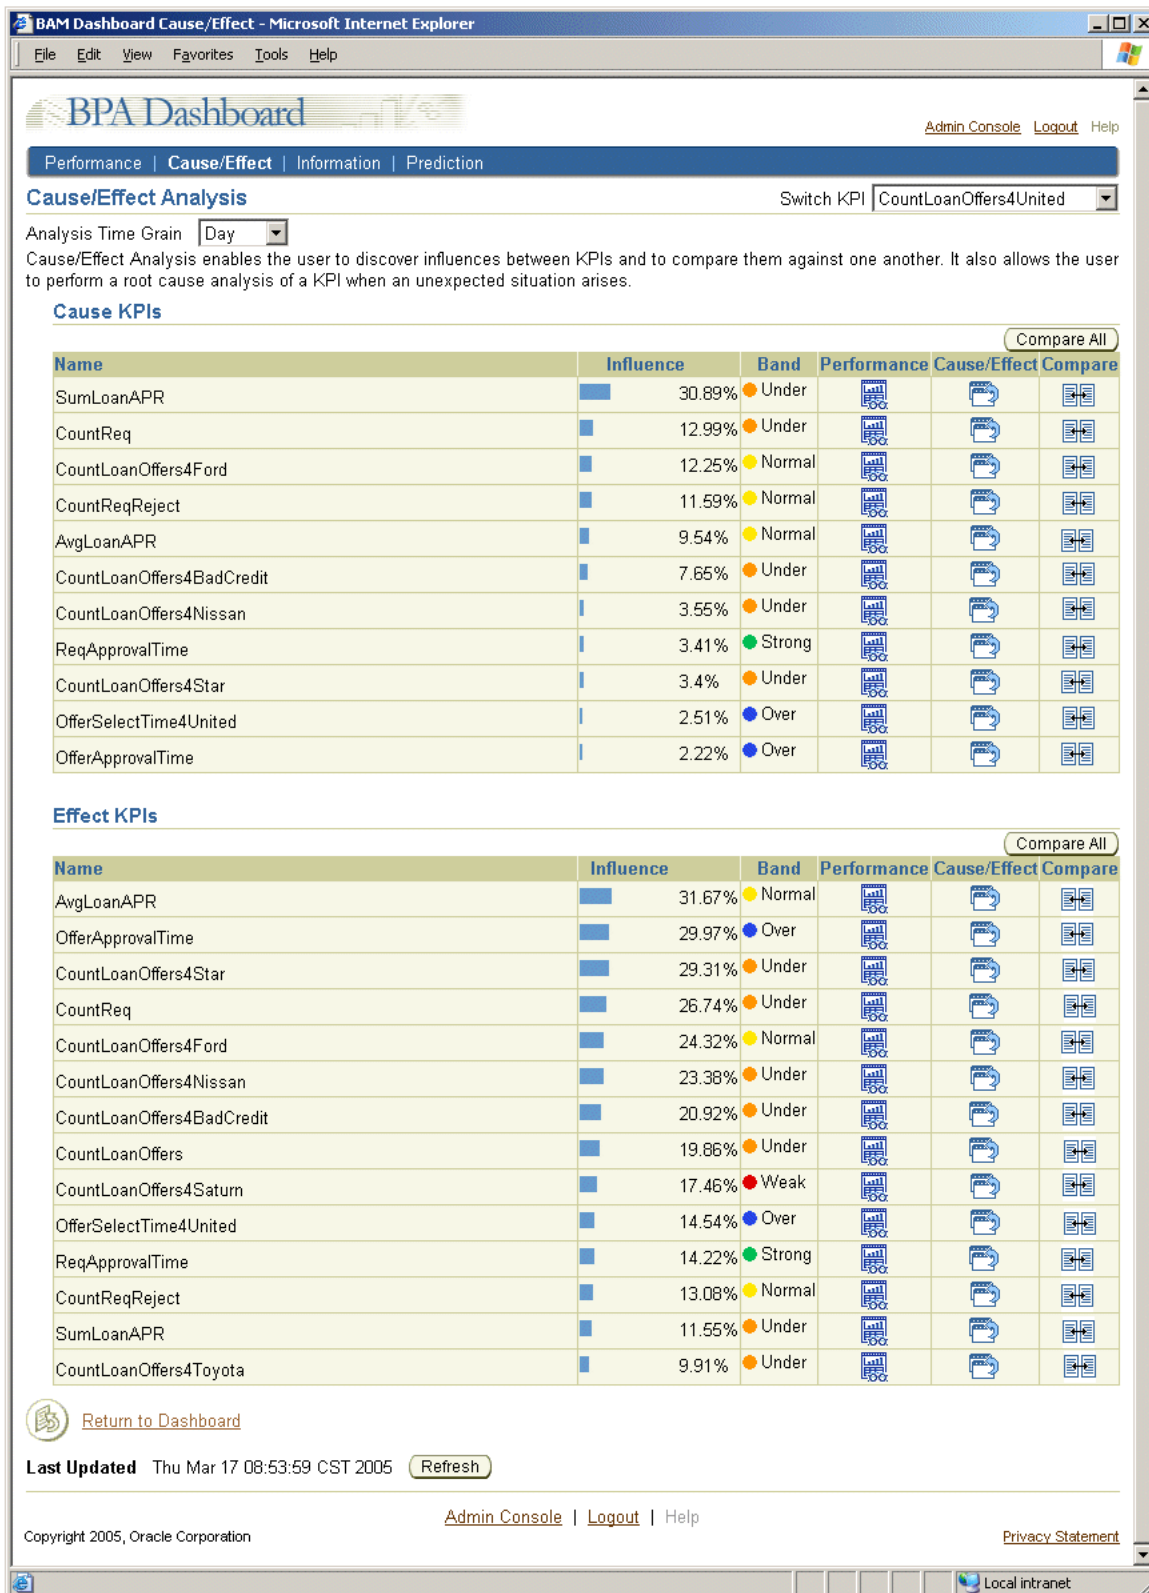 BAM Dashboard Cause/Effect - Microsoft Internet Explorer
File Edit View Favorites Tools Help
BPA Dashboard
Admin Console Logout Help
Performance | Cause/Effect | Information | Prediction
Cause/Effect Analysis Switch KPI CountLoanOffers4United
Analysis Time Grain Day
Cause/Effect Analysis enables the user to discover influences between KPIs and to compare them against one another. It also allows the user
to perform a root cause analysis of a KPI when an unexpected situation arises.
Cause KPIs
Compare All
Name Influence Band Performance Cause/Effect Compare
SumLoanAPR 30.89% Under
CountReq 12.99% Under
CountLoanOffers4Ford 12.25% Normal
CountReqReject 11.59% Normal
AvgLoanAPR 9.54% Normal
CountLoanOffers4BadCredit 7.65% Under
CountLoanOffers4Nissan 3.55% Under
ReqApprovalTime 3.41% Strong
CountLoanOffers4Star 3.4% Under
OfferSelectTime4United 2.51% Over
OfferApprovalTime 2.22% Over
Effect KPIs
Compare All
Name Influence Band Performance Cause/Effect Compare
AvgLoanAPR 31.67% Normal
OfferApprovalTime 29.97% Over
CountLoanOffers4Star 29.31% Under
CountReq 26.74% Under
CountLoanOffers4Ford 24.32% Normal
CountLoanOffers4Nissan 23.38% Under
CountLoanOffers4BadCredit 20.92% Under
CountLoanOffers 19.86% Under
CountLoanOffers4Saturn 17.46% Weak
OfferSelectTime4United 14.54% Over
ReqApprovalTime 14.22% Strong
CountReqReject 13.08% Normal
SumLoanAPR 11.55% Under
CountLoanOffers4Toyota 9.91% Under
Return to Dashboard
Last Updated Thu Mar 17 08:53:59 CST 2005 Refresh
Admin Console | Logout | Help
Copyright 2005, Oracle Corporation Privacy Statement
Local intranet